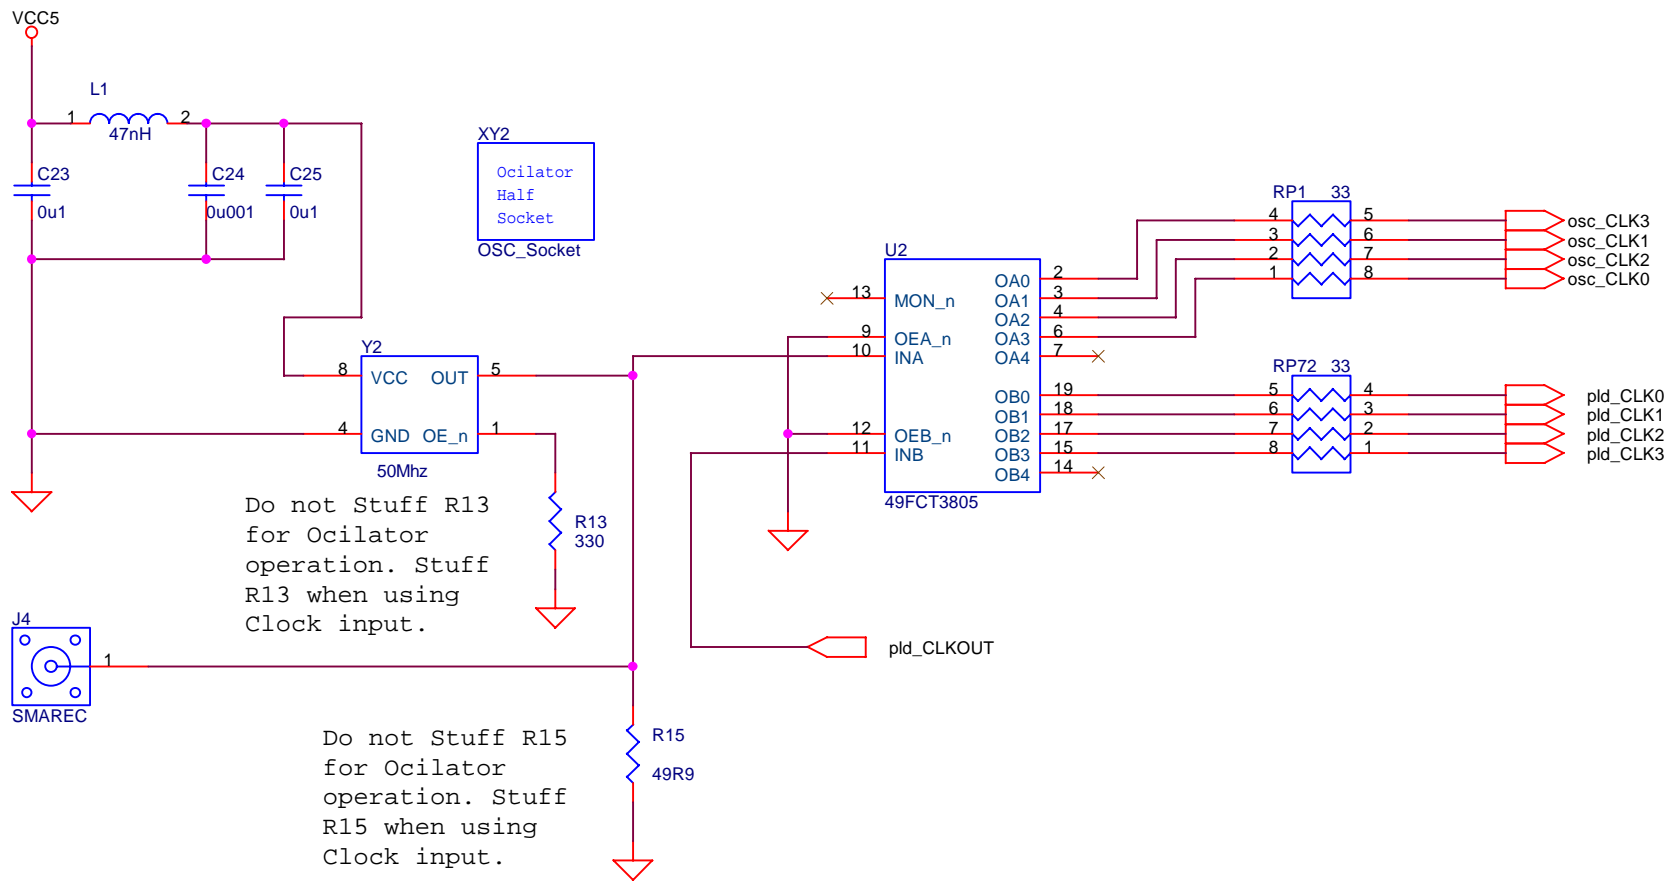 VCC5
L1
1
2
47nH
C23
0u1
C24
0u001
C25
0u1
XY2
Ocilator
Half
Socket
OSC_Socket
Y2
8
VCC
OUT
5
4
GND
OE_n
1
50Mhz
Do not Stuff R13
for Ocilator
operation. Stuff
R13 when using
Clock input.
R13
330
J4
1
SMAREC
Do not Stuff R15
for Ocilator
operation. Stuff
R15 when using
Clock input.
R15
49R9
U2
13
MON_n
9
OEA_n
10
INA
12
OEB_n
11
INB
OA0
2
OA1
3
OA2
4
OA3
6
OA4
7
OB0
19
OB1
18
OB2
17
OB3
15
OB4
14
49FCT3805
pld_CLKOUT
RP1 33
4 5 osc_CLK3
3 6 osc_CLK1
2 7 osc_CLK2
1 8 osc_CLK0
RP72 33
5 4 pld_CLK0
6 3 pld_CLK1
7 2 pld_CLK2
8 1 pld_CLK3